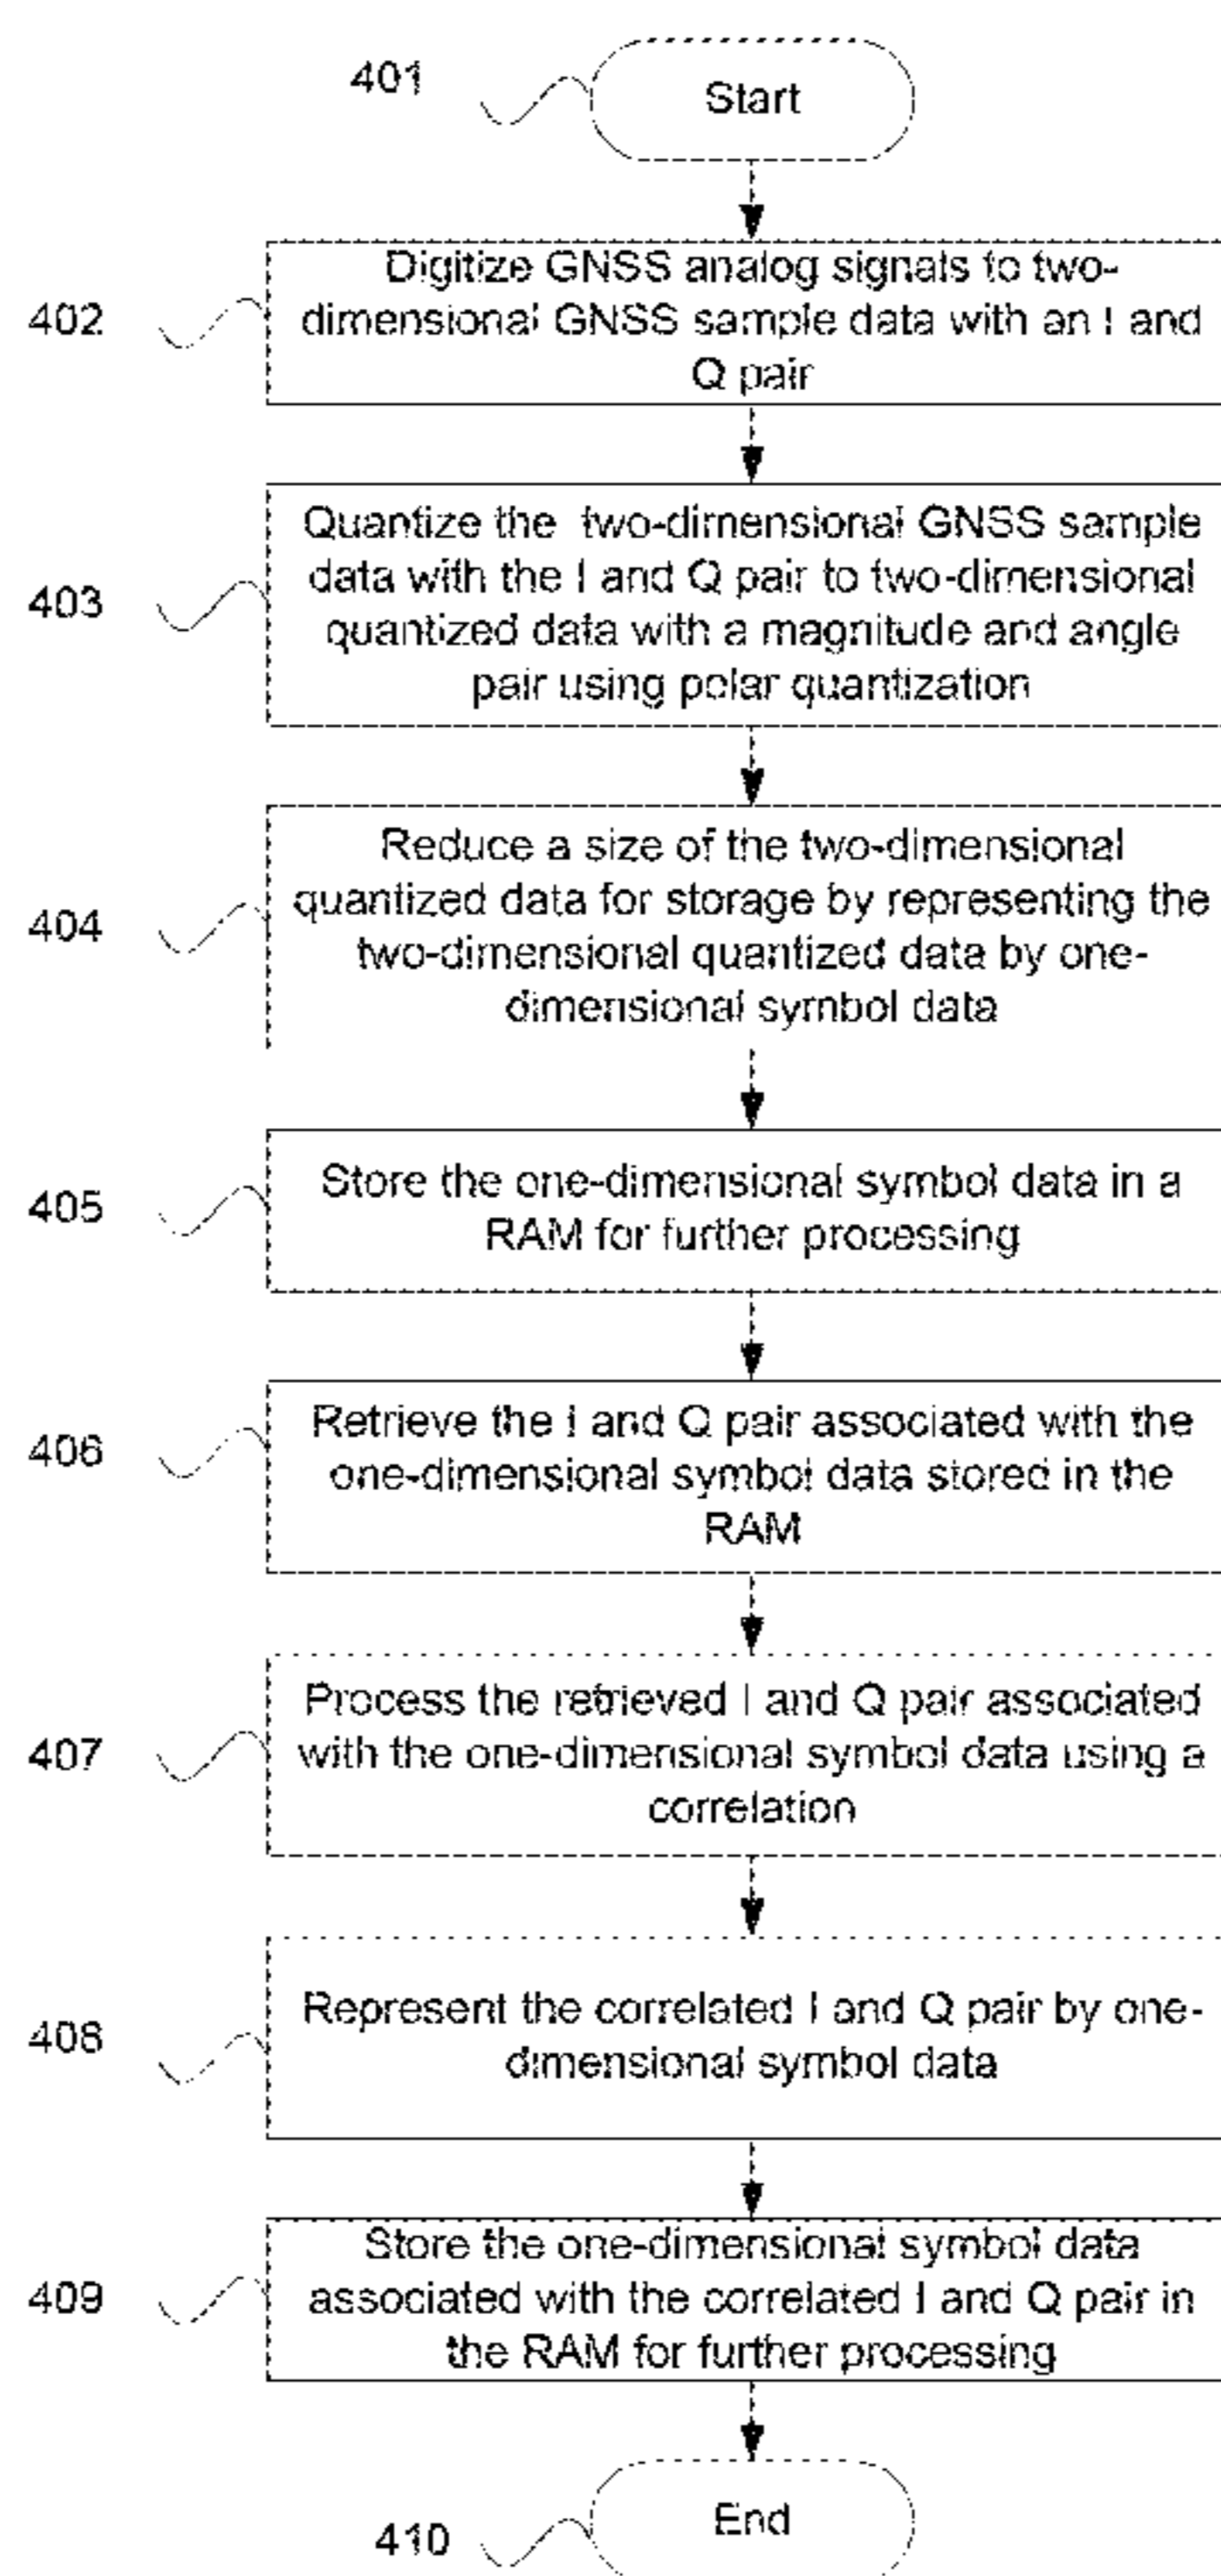 401
Start
Digitize GNSS analog signals to two-
402
dimensional GNSS sample data with an I and
Q pair
Quantize the two-dimensional GNSS sample
data with the I and Q pair to two-dimensional
403
quantized data with a magnitude and angle
pair using polar quantization
Reduce a size of the two-dimensional
quantized data for storage by representing the
404
two-dimensional quantized data by one-
dimensional symbol data
Store the one-dimensional symbol data in a
405
RAM for further processing
Retrieve the I and Q pair associated with the
406
one-dimensional symbol data stored in the
RAM
Process the retrieved I and Q pair associated
407
with the one-dimensional symbol data using a
correlation
Represent the correlated I and Q pair by one-
408
dimensional symbol data
Store the one-dimensional symbol data
409
associated with the correlated I and Q pair in
the RAM for further processing
End
410